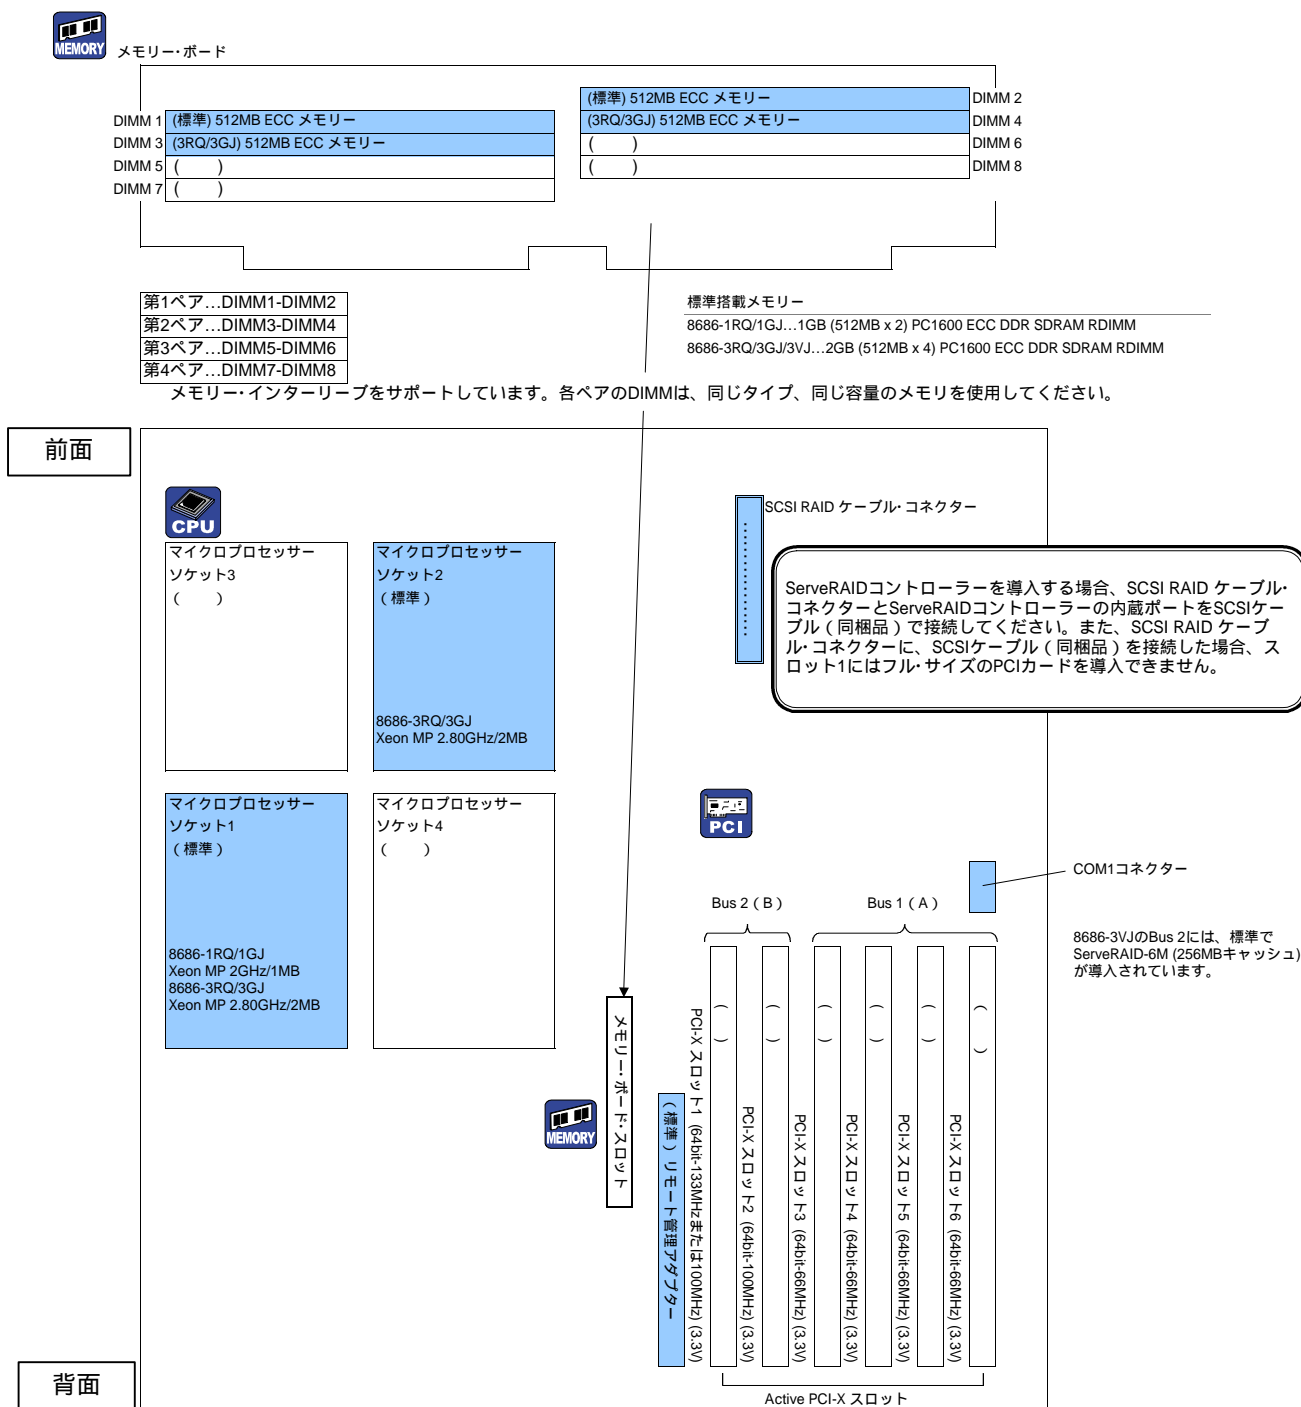 MEMORY
メモリー・ボード
(標準) 512MB ECC メモリー
DIMM 2
DIMM 1
(標準) 512MB ECC メモリー
(3RQ/3GJ) 512MB ECC メモリー
DIMM 4
DIMM 3
(3RQ/3GJ) 512MB ECC メモリー
(　　)
DIMM 6
DIMM 5
(　　)
(　　)
DIMM 8
DIMM 7
(　　)
第1ペア…DIMM1-DIMM2
第2ペア…DIMM3-DIMM4
第3ペア…DIMM5-DIMM6
第4ペア…DIMM7-DIMM8
標準搭載メモリー
8686-1RQ/1GJ…1GB (512MB x 2) PC1600 ECC DDR SDRAM RDIMM
8686-3RQ/3GJ/3VJ…2GB (512MB x 4) PC1600 ECC DDR SDRAM RDIMM
メモリー・インターリーブをサポートしています。各ペアのDIMMは、同じタイプ、同じ容量のメモリを使用してください。
前面
CPU
マイクロプロセッサー
ソケット3
(　　)
マイクロプロセッサー
ソケット2
(標準)
8686-3RQ/3GJ
Xeon MP 2.80GHz/2MB
SCSI RAID ケーブル・コネクター
ServeRAIDコントローラーを導入する場合、SCSI RAID ケーブル・
コネクターとServeRAIDコントローラーの内蔵ポートをSCSIケー
ブル(同梱品)で接続してください。また、SCSI RAID ケーブ
ル・コネクターに、SCSIケーブル(同梱品)を接続した場合、ス
ロット1にはフル・サイズのPCIカードを導入できません。
マイクロプロセッサー
ソケット1
(標準)
8686-1RQ/1GJ
Xeon MP 2GHz/1MB
8686-3RQ/3GJ
Xeon MP 2.80GHz/2MB
マイクロプロセッサー
ソケット4
(　　)
PCI
COM1コネクター
Bus 2(B)
Bus 1(A)
8686-3VJのBus 2には、標準で
ServeRAID-6M (256MBキャッシュ)
が導入されています。
MEMORY
メモリー・ボード・スロット
(標準) リモート管理アダプター
PCI-X スロット1 (64bit-133MHzまたは100MHz) (3.3V)
(　　)
PCI-X スロット2 (64bit-100MHz) (3.3V)
(　　)
PCI-X スロット3 (64bit-66MHz) (3.3V)
(　　)
PCI-X スロット4 (64bit-66MHz) (3.3V)
(　　)
PCI-X スロット5 (64bit-66MHz) (3.3V)
(　　)
PCI-X スロット6 (64bit-66MHz) (3.3V)
(　　)
背面
Active PCI-X スロット